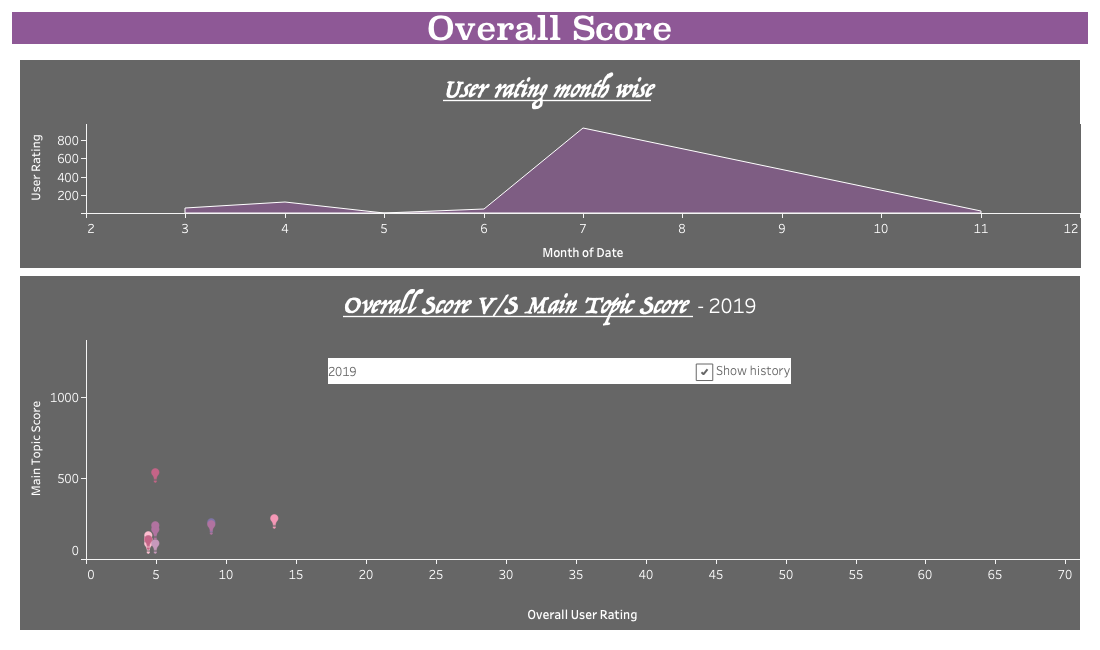 Overall Score
User rating month wise
User Rating
800
600
400
200
2 3 4 5 6 7 8 9 10 11 12
Month of Date
Overall Score V/S Main Topic Score - 2019
2019 Show history
Main Topic Score
1000
500
0
0 5 10 15 20 25 30 35 40 45 50 55 60 65 70
Overall User Rating